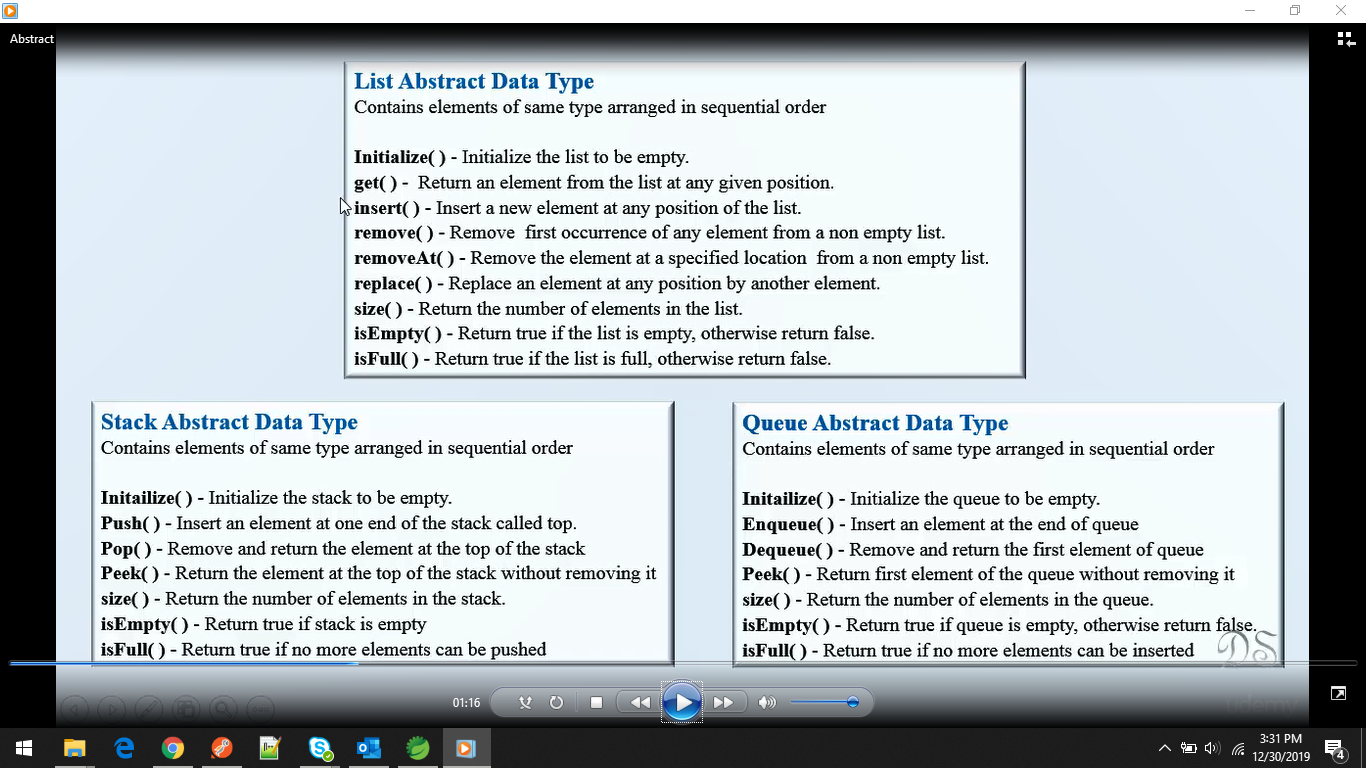 Abstract
List Abstract Data Type
Contains elements of same type arranged in sequential order
Initialize( ) - Initialize the list to be empty.
get( ) - Return an element from the list at any given position.
insert( ) - Insert a new element at any position of the list.
remove( ) - Remove first occurrence of any element from a non empty list.
removeAt( ) - Remove the element at a specified location from a non empty list.
replace( ) - Replace an element at any position by another element.
size( ) - Return the number of elements in the list.
isEmpty( ) - Return true if the list is empty, otherwise return false.
isFull( ) - Return true if the list is full, otherwise return false.
Stack Abstract Data Type
Contains elements of same type arranged in sequential order
Initailize( ) - Initialize the stack to be empty.
Push( ) - Insert an element at one end of the stack called top.
Pop( ) - Remove and return the element at the top of the stack
Peek( ) - Return the element at the top of the stack without removing it
size( ) - Return the number of elements in the stack.
isEmpty( ) - Return true if stack is empty
isFull( ) - Return true if no more elements can be pushed
Queue Abstract Data Type
Contains elements of same type arranged in sequential order
Initailize( ) - Initialize the queue to be empty.
Enqueue( ) - Insert an element at the end of queue
Dequeue( ) - Remove and return the first element of queue
Peek( ) - Return first element of the queue without removing it
size( ) - Return the number of elements in the queue.
isEmpty( ) - Return true if queue is empty, otherwise return false.
isFull( ) - Return true if no more elements can be inserted
DS
01:16
udemy
3:31 PM
12/30/2019
4